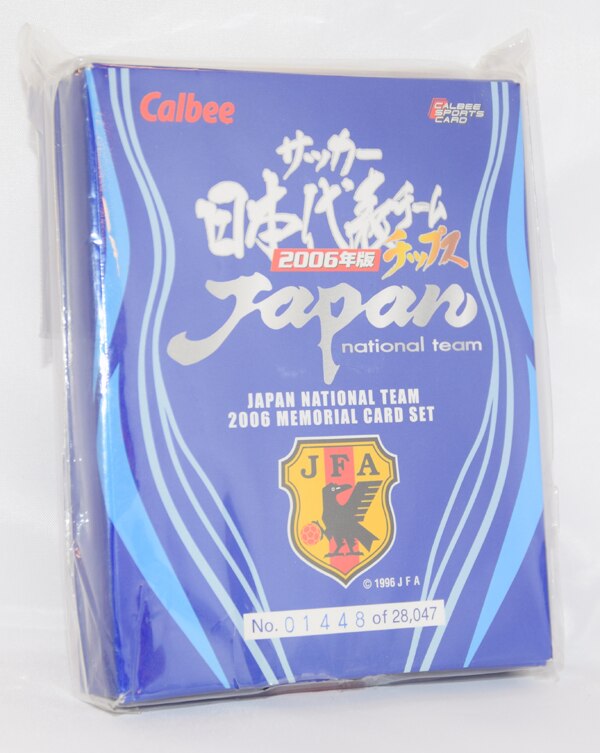 Calbee
CALBEE
SPORTS
CARD
サッカー
日本代表チーム
2006年版
チップス
Japan
national team
JAPAN NATIONAL TEAM
2006 MEMORIAL CARD SET
JFA
© 1996 J F A
No. 01448 of 28,047